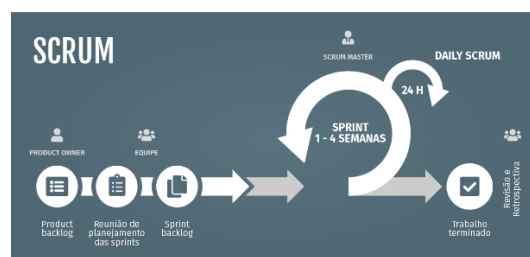 SCRUM
SCRUM MASTER
DAILY SCRUM
24 H
SPRINT
1 - 4 SEMANAS
PRODUCT OWNER
EQUIPE
Product
backlog
Reunião de
planejamento
das sprints
Sprint
backlog
Trabalho
terminado
Revisão e
Retrospectiva